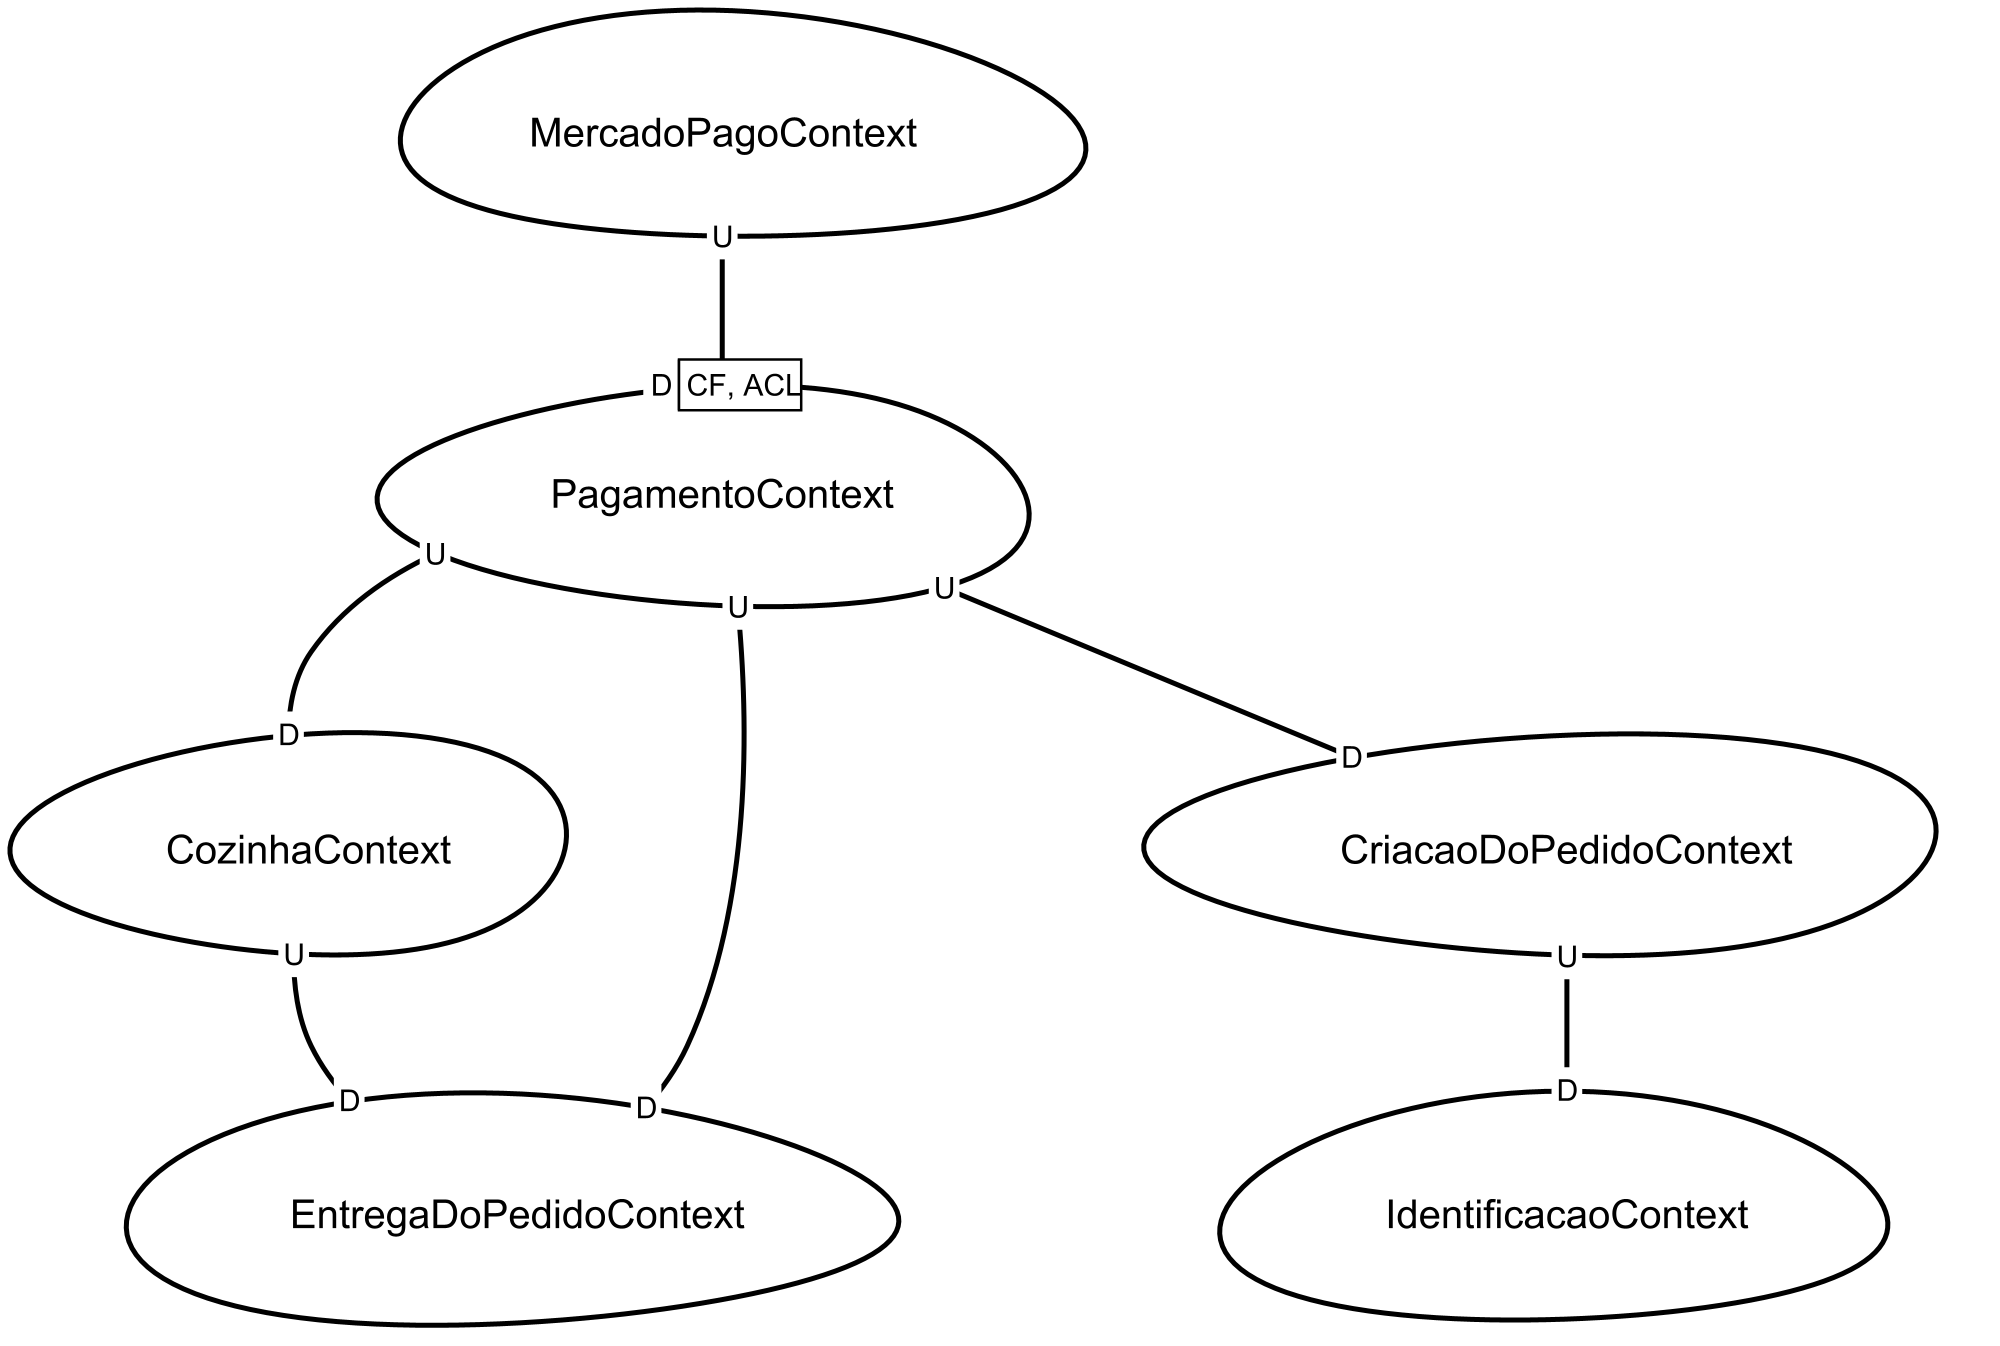 MercadoPagoContext
U
D CF, ACL
PagamentoContext
U
U
U
D
D
CozinhaContext
CriacaoDoPedidoContext
U
U
D
D
D
EntregaDoPedidoContext
IdentificacaoContext